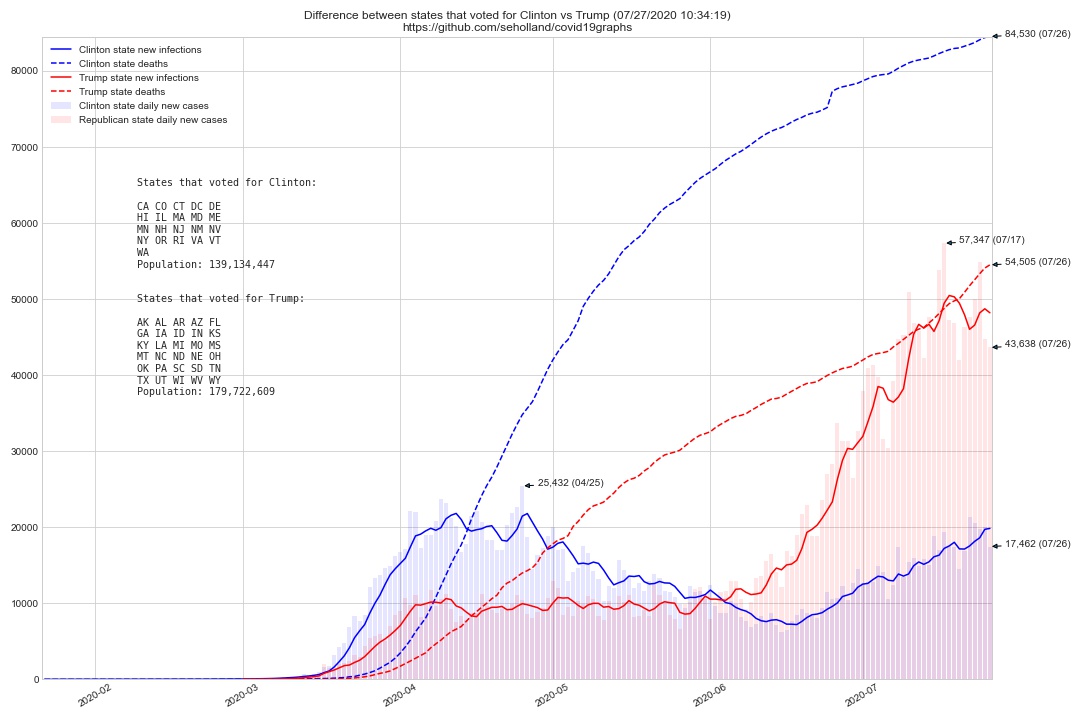 Difference between states that voted for Clinton vs Trump (07/27/2020 10:34:19)
https://github.com/seholland/covid19graphs
Clinton state new infections
Clinton state deaths
Trump state new infections
Trump state deaths
Clinton state daily new cases
Republican state daily new cases
States that voted for Clinton:
CA CO CT DC DE
HI IL MA MD ME
MN NH NJ NM NV
NY OR RI VA VT
WA
Population: 139,134,447
States that voted for Trump:
AK AL AR AZ FL
GA IA ID IN KS
KY LA MI MO MS
MT NC ND NE OH
OK PA SC SD TN
TX UT WI WV WY
Population: 179,722,609
84,530 (07/26)
57,347 (07/17)
54,505 (07/26)
43,638 (07/26)
25,432 (04/25)
17,462 (07/26)
80000
70000
60000
50000
40000
30000
20000
10000
0
2020-02
2020-03
2020-04
2020-05
2020-06
2020-07